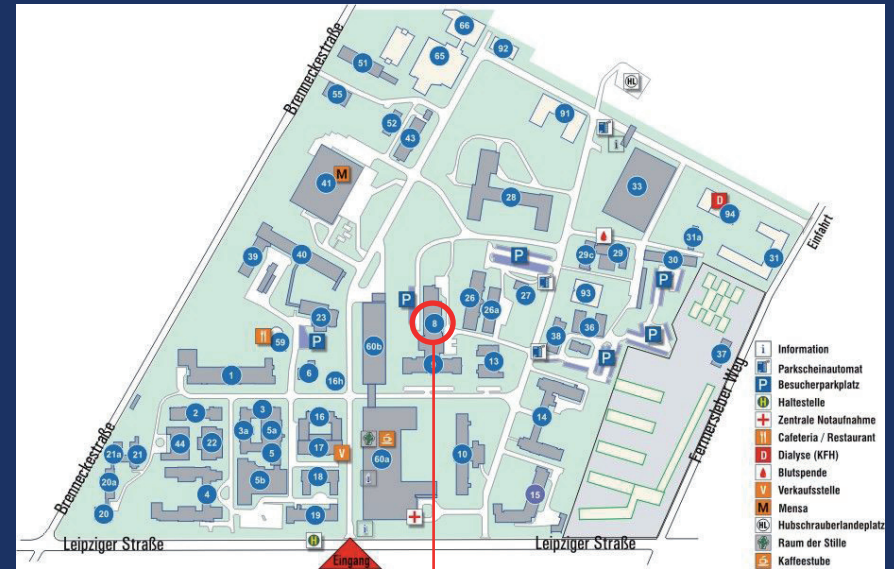 66
92
65
51
HL
55
91
52
43
i
M
41
33
28
D
94
31a
29c
29
31
Einfahrt
39
40
P
30
P
27
93
P
26
26a
8
23
36
P
60b
38
P
59
P
13
37
1
6
16h
2
3
16
14
3a
5a
44
22
17
V
21a
21
5
10
60a
20a
5b
18
4
i
15
20
19
H
i
Brenneckestraße
Brenneckestraße
Fermersleber Weg
Leipziger Straße
Leipziger Straße
Eingang
i Information
Parkscheinautomat
P Besucherparkplatz
H Haltestelle
Zentrale Notaufnahme
Cafeteria / Restaurant
D Dialyse (KFH)
Blutspende
V Verkaufsstelle
M Mensa
HL Hubschrauberlandeplatz
Raum der Stille
Kaffeestube